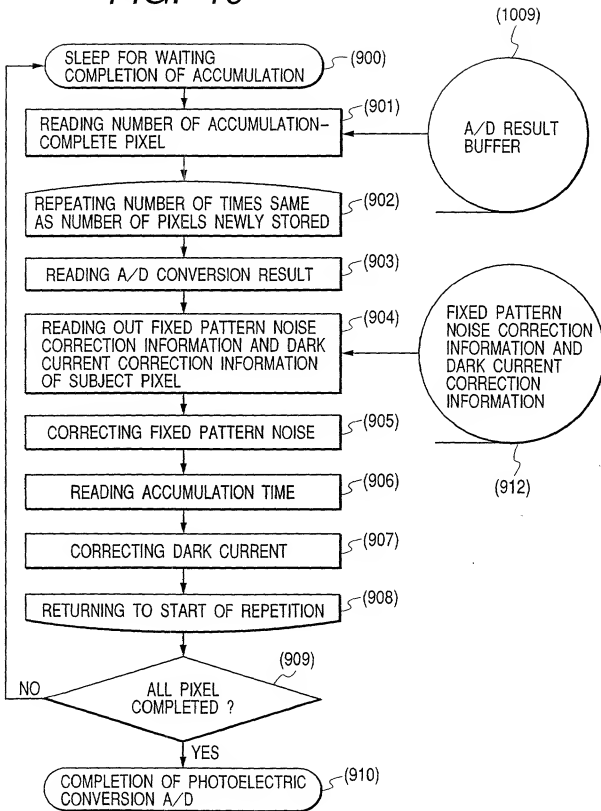 FIG.
(1009)
SLEEP FOR WAITING
COMPLETION OF ACCUMULATION
(900)
READING NUMBER OF ACCUMULATION-
COMPLETE PIXEL
(901)
A/D RESULT
BUFFER
REPEATING NUMBER OF TIMES SAME
AS NUMBER OF PIXELS NEWLY STORED
(902)
READING A/D CONVERSION RESULT
(903)
READING OUT FIXED PATTERN NOISE
CORRECTION INFORMATION AND DARK
CURRENT CORRECTION INFORMATION
OF SUBJECT PIXEL
(904)
FIXED PATTERN
NOISE CORRECTION
INFORMATION AND
DARK CURRENT
CORRECTION
INFORMATION
(912)
CORRECTING FIXED PATTERN NOISE
(905)
READING ACCUMULATION TIME
(906)
CORRECTING DARK CURRENT
(907)
RETURNING TO START OF REPETITION
(908)
ALL PIXEL
COMPLETED ?
(909)
NO
YES
COMPLETION OF PHOTOELECTRIC
CONVERSION A/D
(910)